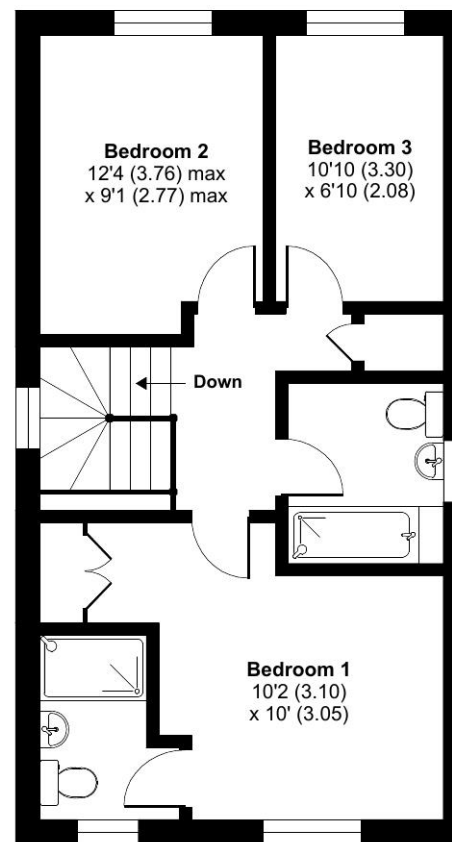 Bedroom 2
12'4 (3.76) max
x 9'1 (2.77) max
Bedroom 3
10'10 (3.30)
x 6'10 (2.08)
Down
Bedroom 1
10'2 (3.10)
x 10' (3.05)